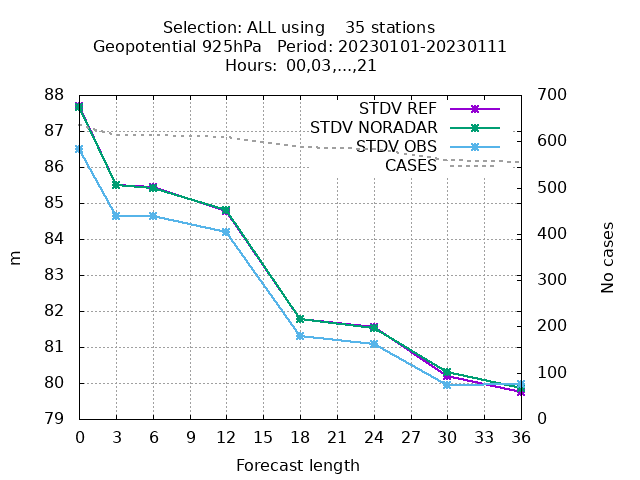 Selection: ALL using    35 stations
Geopotential 925hPa   Period: 20230101-20230111
Hours: 00,03,...,21
STDV REF
STDV NORADAR
STDV OBS
CASES
88
87
86
85
84
83
82
81
80
79
m
700
600
500
400
300
200
100
0
No cases
0 3 6 9 12 15 18 21 24 27 30 33 36
Forecast length